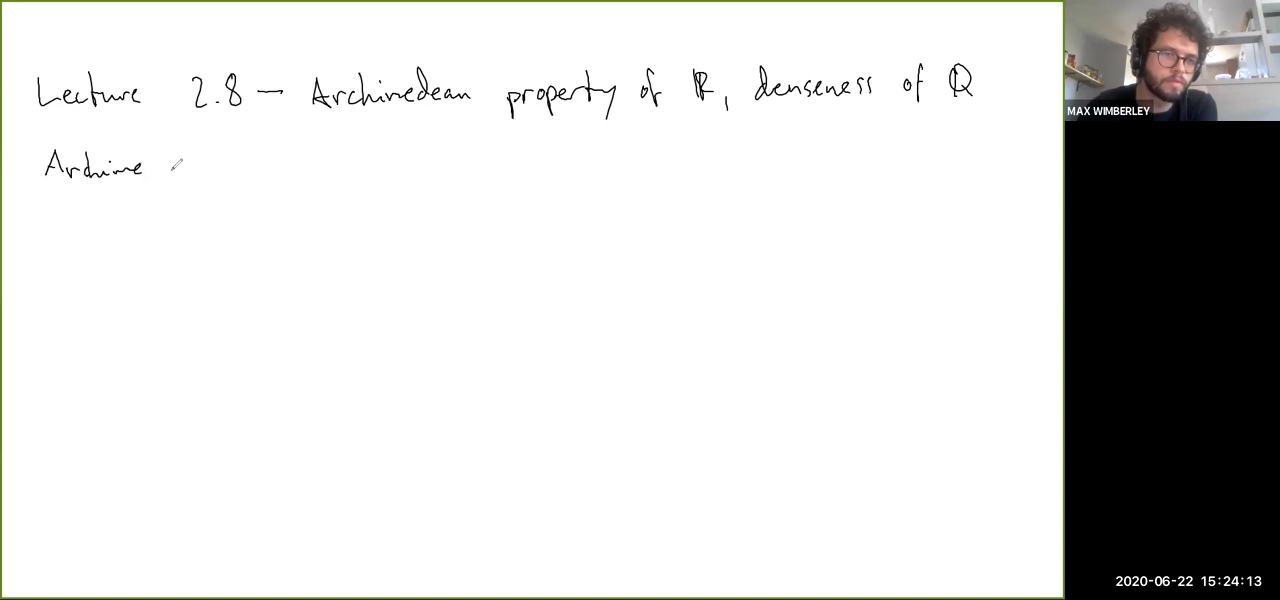 Lecture 2.8 — Archimedean property of ℝ, denseness of ℚ
Archime
MAX WIMBERLEY
2020-06-22 15:24:13